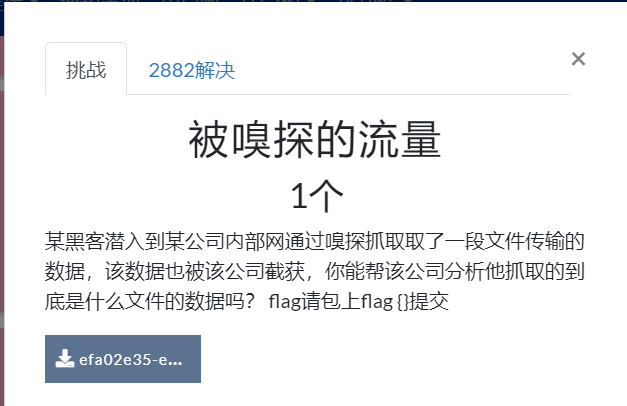 挑战
2882解决
×
被嗅探的流量
1个
某黑客潜入到某公司内部网通过嗅探抓取取了一段文件传输的
数据，该数据也被该公司截获，你能帮该公司分析他抓取的到
底是什么文件的数据吗？ flag请包上flag {}提交
efa02e35-e...